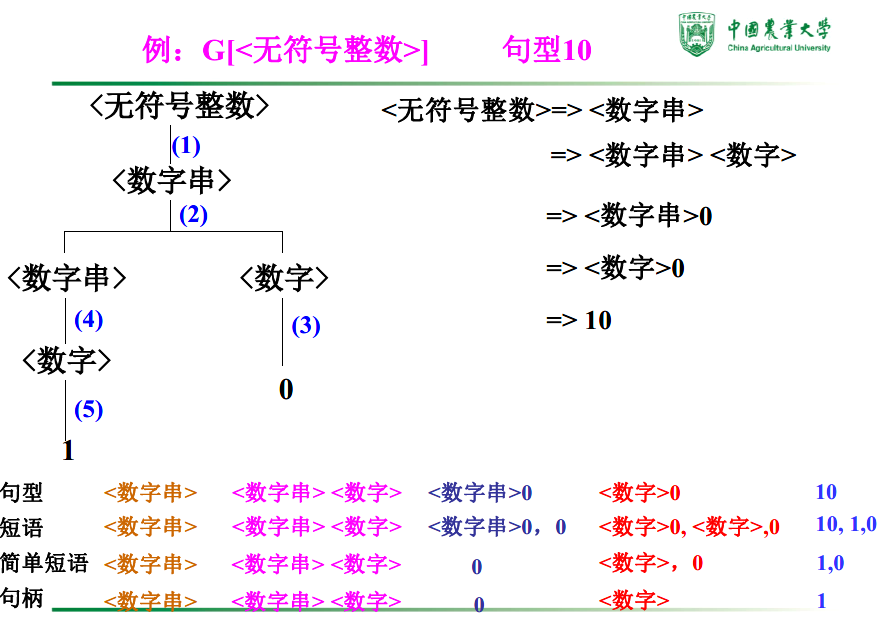 例：G[<无符号整数>] 句型10
中国农业大学
China Agricultural University
<无符号整数>
(1)
<数字串>
(2)
<数字串> <数字>
(4) (3)
<数字>
0
(5)
1
<无符号整数>=> <数字串>
=> <数字串> <数字>
=> <数字串>0
=> <数字>0
=> 10
句型 <数字串> <数字串> <数字> <数字串>0 <数字>0 10
短语 <数字串> <数字串> <数字> <数字串>0，0 <数字>0, <数字>,0 10, 1,0
简单短语 <数字串> <数字串> <数字> 0 <数字>，0 1,0
句柄 <数字串> <数字串> <数字> 0 <数字> 1